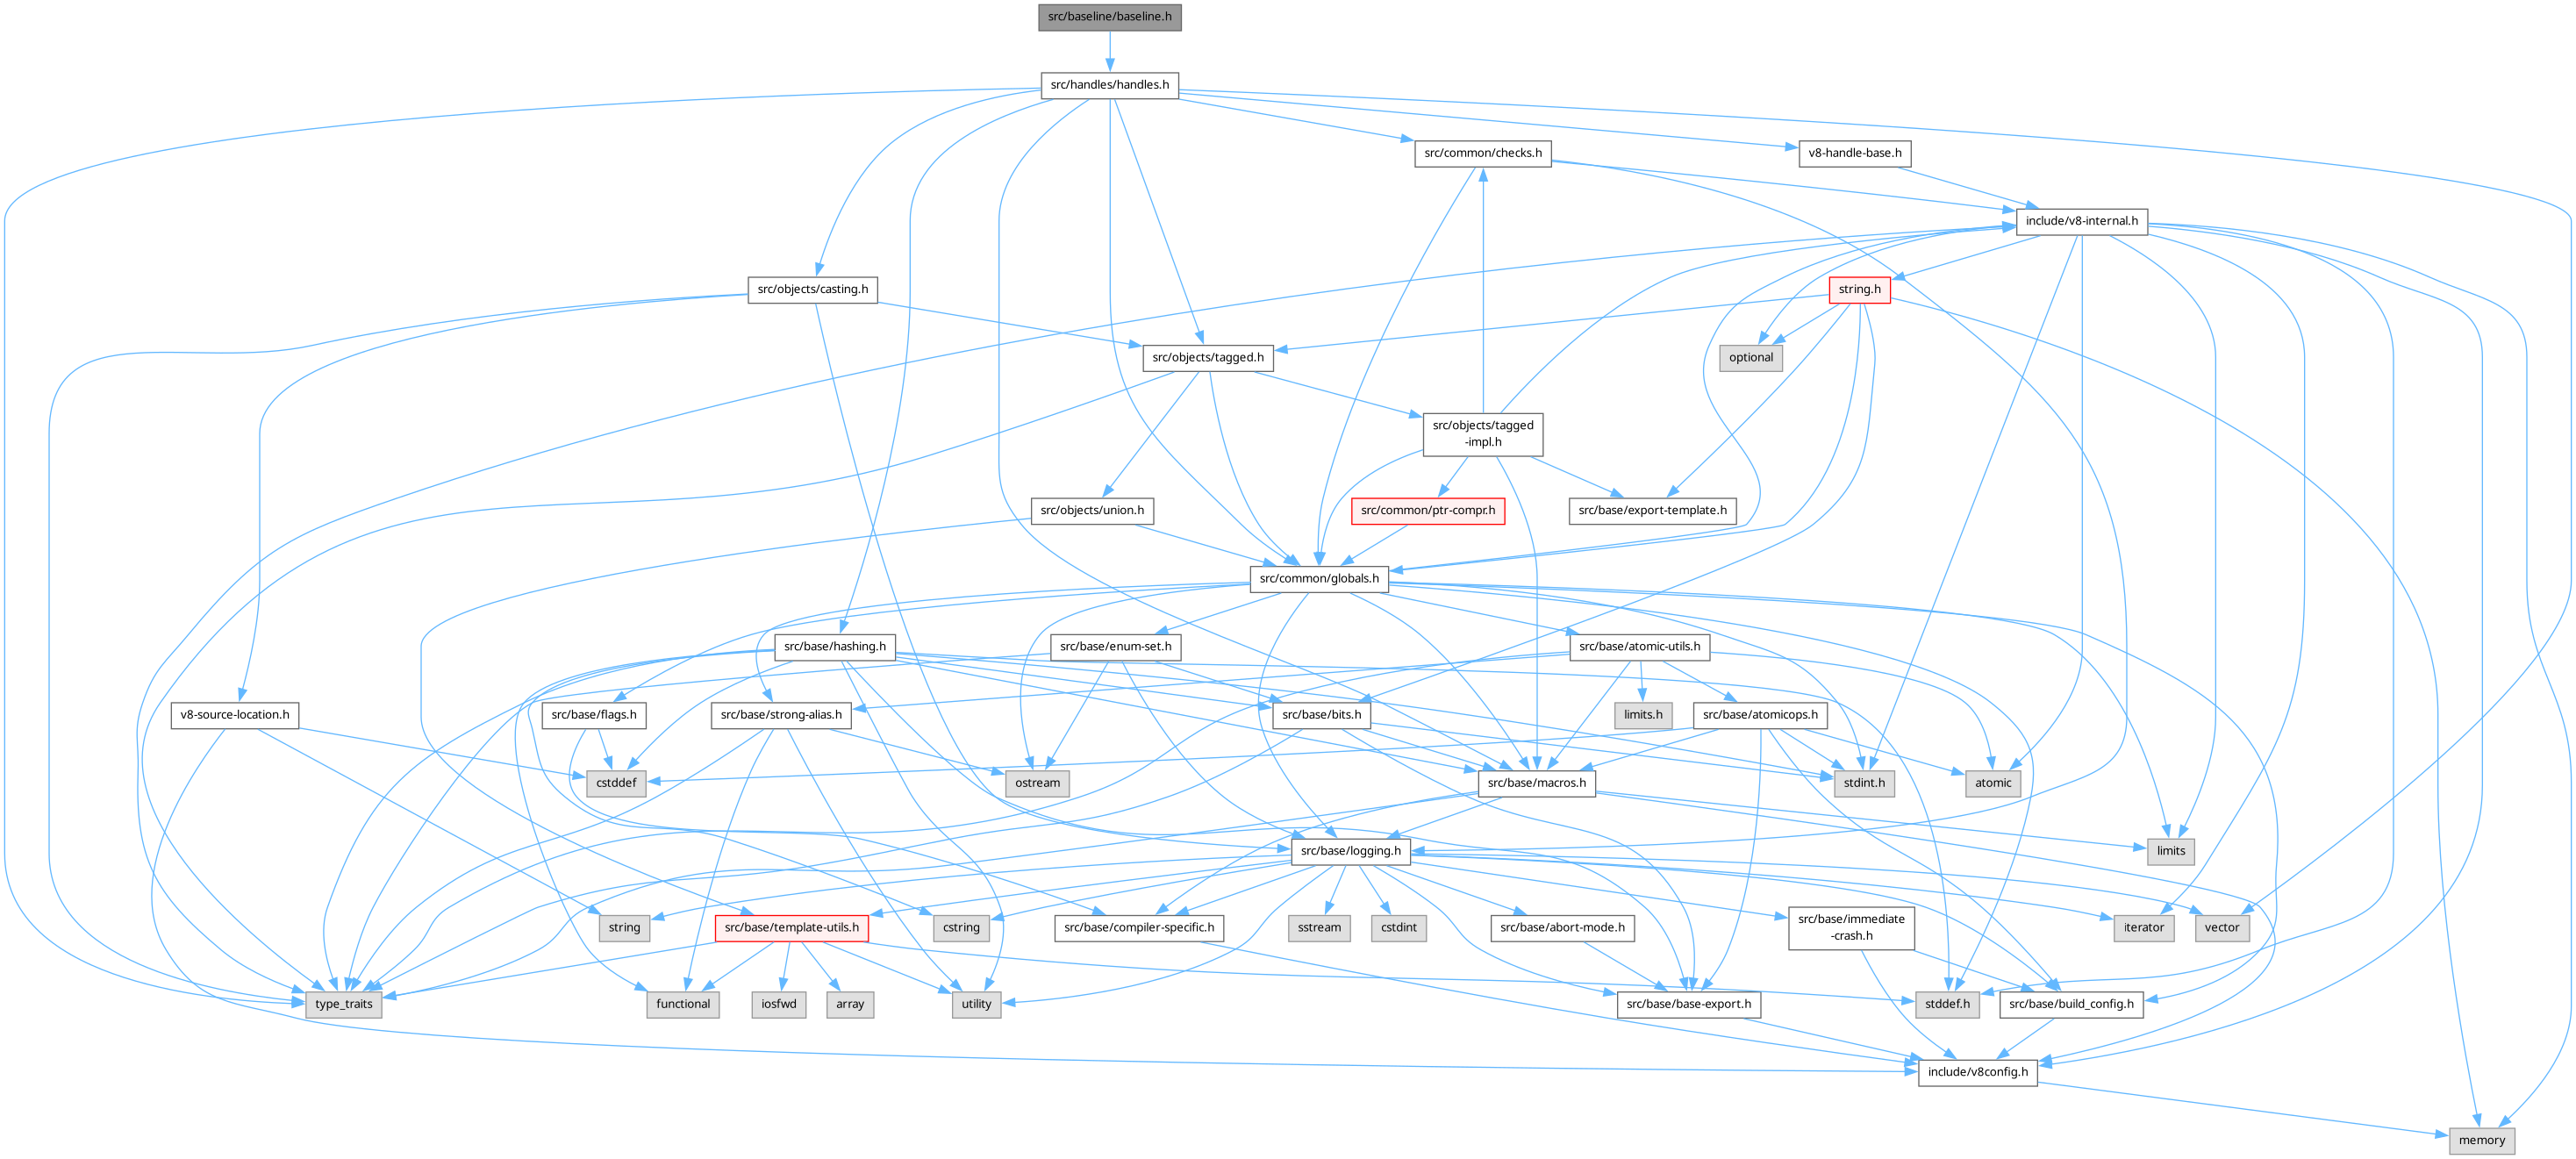 src/baseline/baseline.h
src/handles/handles.h
src/common/checks.h
v8-handle-base.h
include/v8-internal.h
src/objects/casting.h
string.h
src/objects/tagged.h
optional
src/objects/tagged
-impl.h
src/objects/union.h
src/common/ptr-compr.h
src/base/export-template.h
src/common/globals.h
src/base/hashing.h
src/base/enum-set.h
src/base/atomic-utils.h
v8-source-location.h
src/base/flags.h
src/base/strong-alias.h
src/base/bits.h
limits.h
src/base/atomicops.h
cstddef
ostream
src/base/macros.h
stdint.h
atomic
src/base/logging.h
limits
string
src/base/template-utils.h
cstring
src/base/compiler-specific.h
sstream
cstdint
src/base/abort-mode.h
src/base/immediate
-crash.h
iterator
vector
type_traits
functional
iosfwd
array
utility
src/base/base-export.h
stddef.h
src/base/build_config.h
include/v8config.h
memory